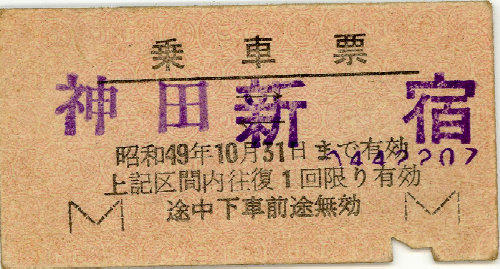 乗車票
神田 ↔ 新宿
昭和49年10月31日まで有効
上記区間内往復1回限り有効
途中下車前途無効